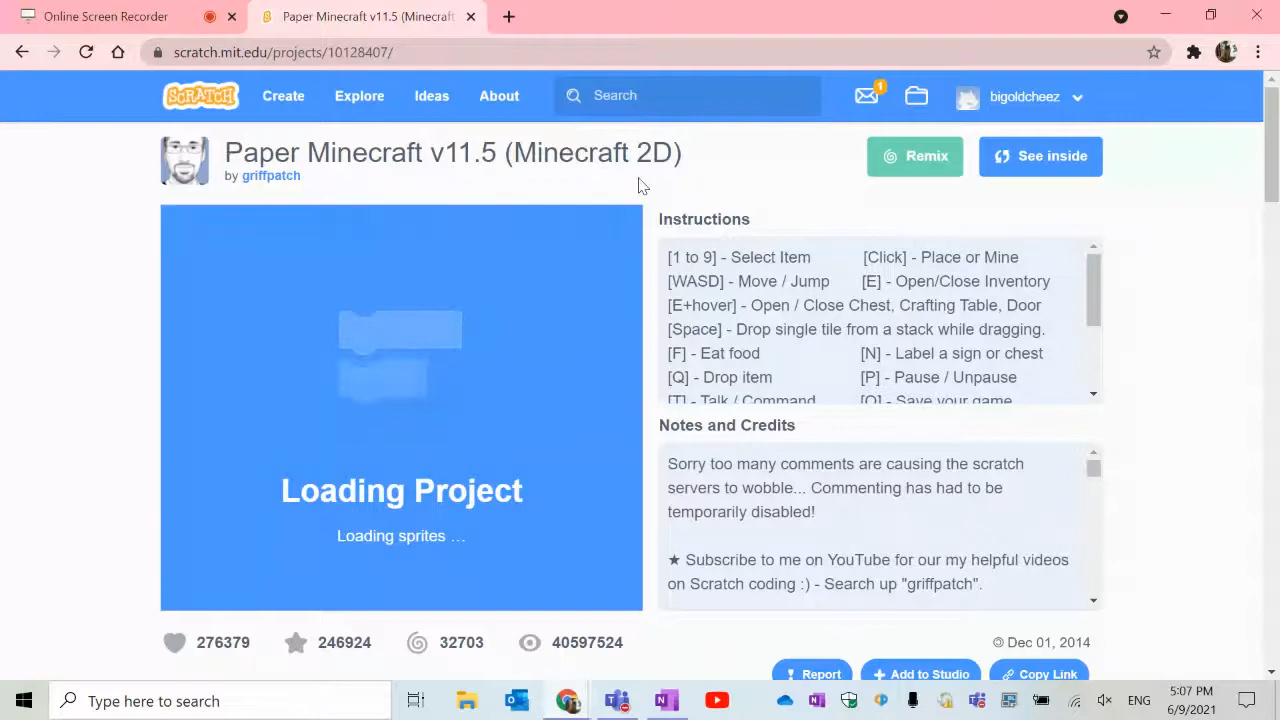 Online Screen Recorder
Paper Minecraft v11.5 (Minecraft
scratch.mit.edu/projects/10128407/
SCRATCH
Create
Explore
Ideas
About
Search
1
bigoldcheez
Paper Minecraft v11.5 (Minecraft 2D)
by griffpatch
Remix
See inside
Loading Project
Loading sprites …
Instructions
[1 to 9] - Select Item [Click] - Place or Mine
[WASD] - Move / Jump [E] - Open/Close Inventory
[E+hover] - Open / Close Chest, Crafting Table, Door
[Space] - Drop single tile from a stack while dragging.
[F] - Eat food [N] - Label a sign or chest
[Q] - Drop item [P] - Pause / Unpause
[T] - Talk / Command [O] - Save your game
Notes and Credits
Sorry too many comments are causing the scratch
servers to wobble... Commenting has had to be
temporarily disabled!
★ Subscribe to me on YouTube for our my helpful videos
on Scratch coding :) - Search up "griffpatch".
276379
246924
32703
40597524
© Dec 01, 2014
Report
Add to Studio
Copy Link
Type here to search
ENG
5:07 PM
6/9/2021